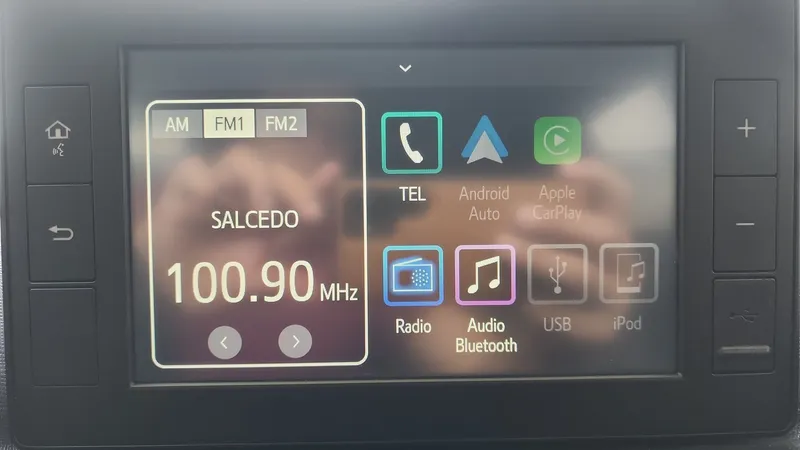 AM FM1 FM2
SALCEDO
100.90 MHz
TEL
Android
Auto
Apple
CarPlay
Radio
Audio
Bluetooth
USB
iPod
+
−